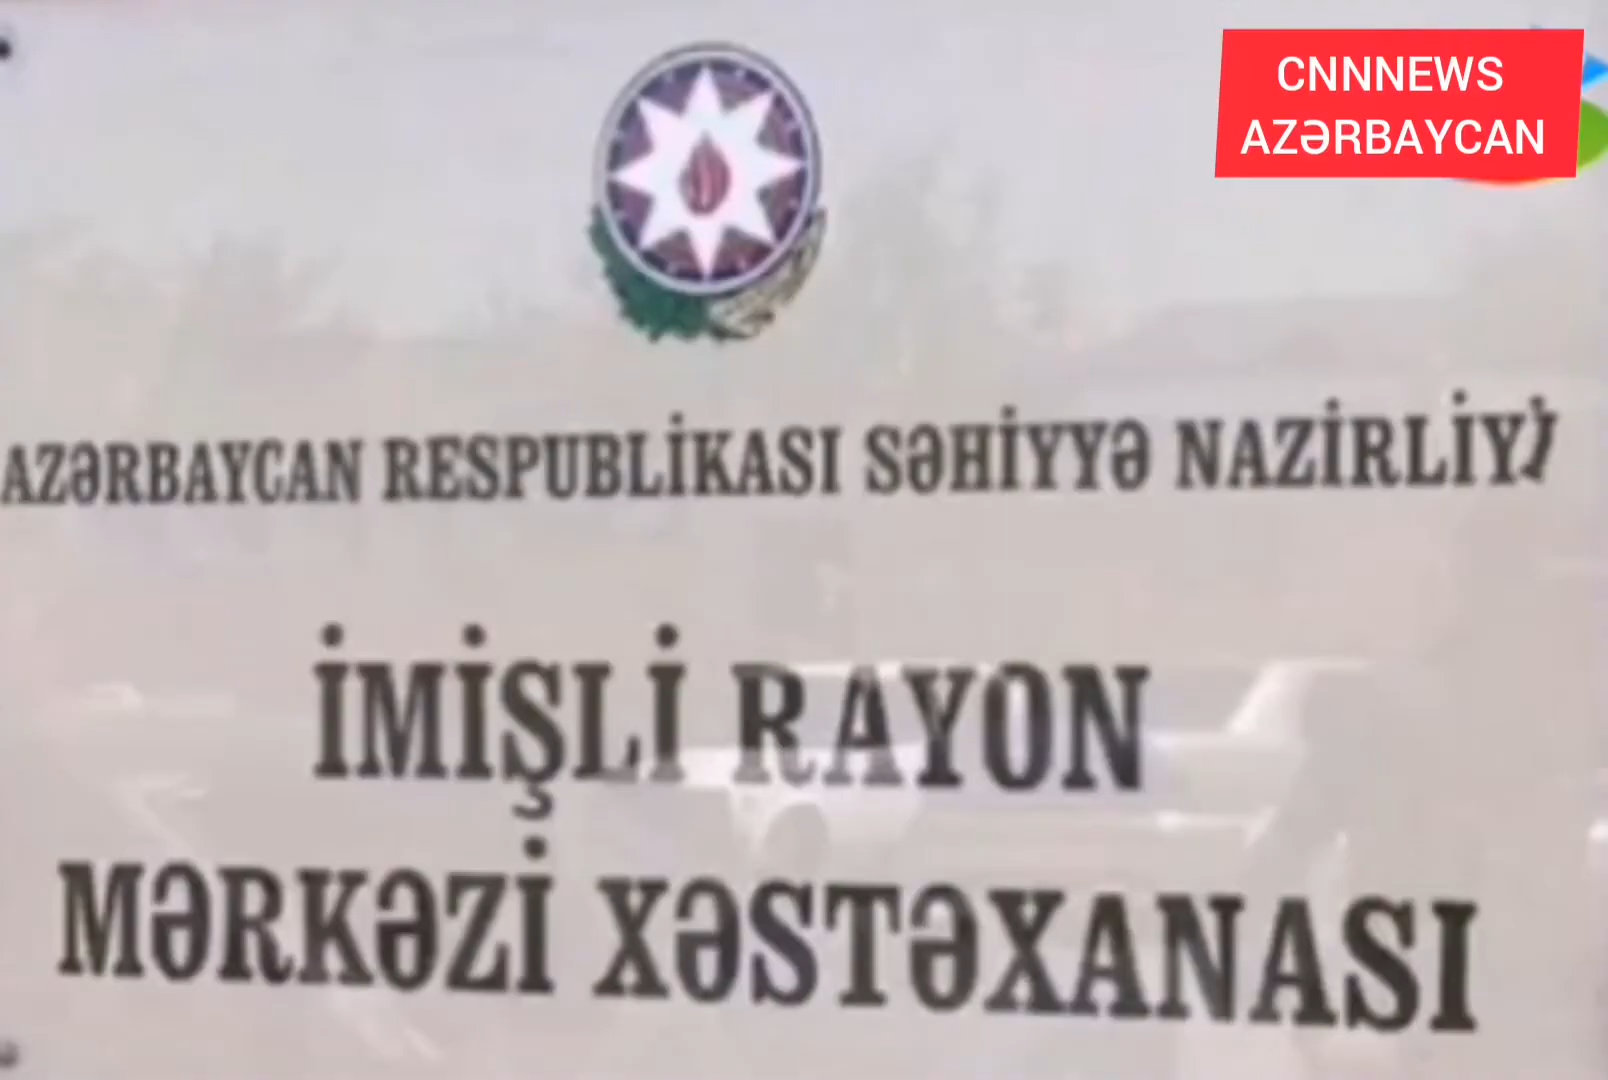 CNNNEWS
AZƏRBAYCAN
AZƏRBAYCAN RESPUBLİKASI SƏHİYYƏ NAZİRLİYİ
İMİŞLİ RAYON
MƏRKƏZİ XƏSTƏXANASI